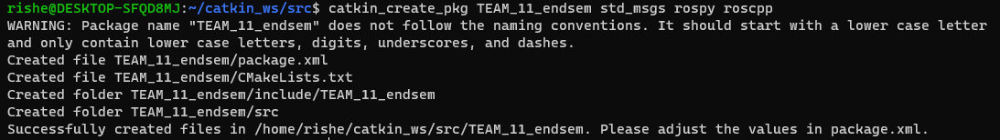 rishe@DESKTOP-SFQD8MJ:~/catkin_ws/src$ catkin_create_pkg TEAM_11_endsem std_msgs rospy roscpp
WARNING: Package name "TEAM_11_endsem" does not follow the naming conventions. It should start with a lower case letter
and only contain lower case letters, digits, underscores, and dashes.
Created file TEAM_11_endsem/package.xml
Created file TEAM_11_endsem/CMakeLists.txt
Created folder TEAM_11_endsem/include/TEAM_11_endsem
Created folder TEAM_11_endsem/src
Successfully created files in /home/rishe/catkin_ws/src/TEAM_11_endsem. Please adjust the values in package.xml.